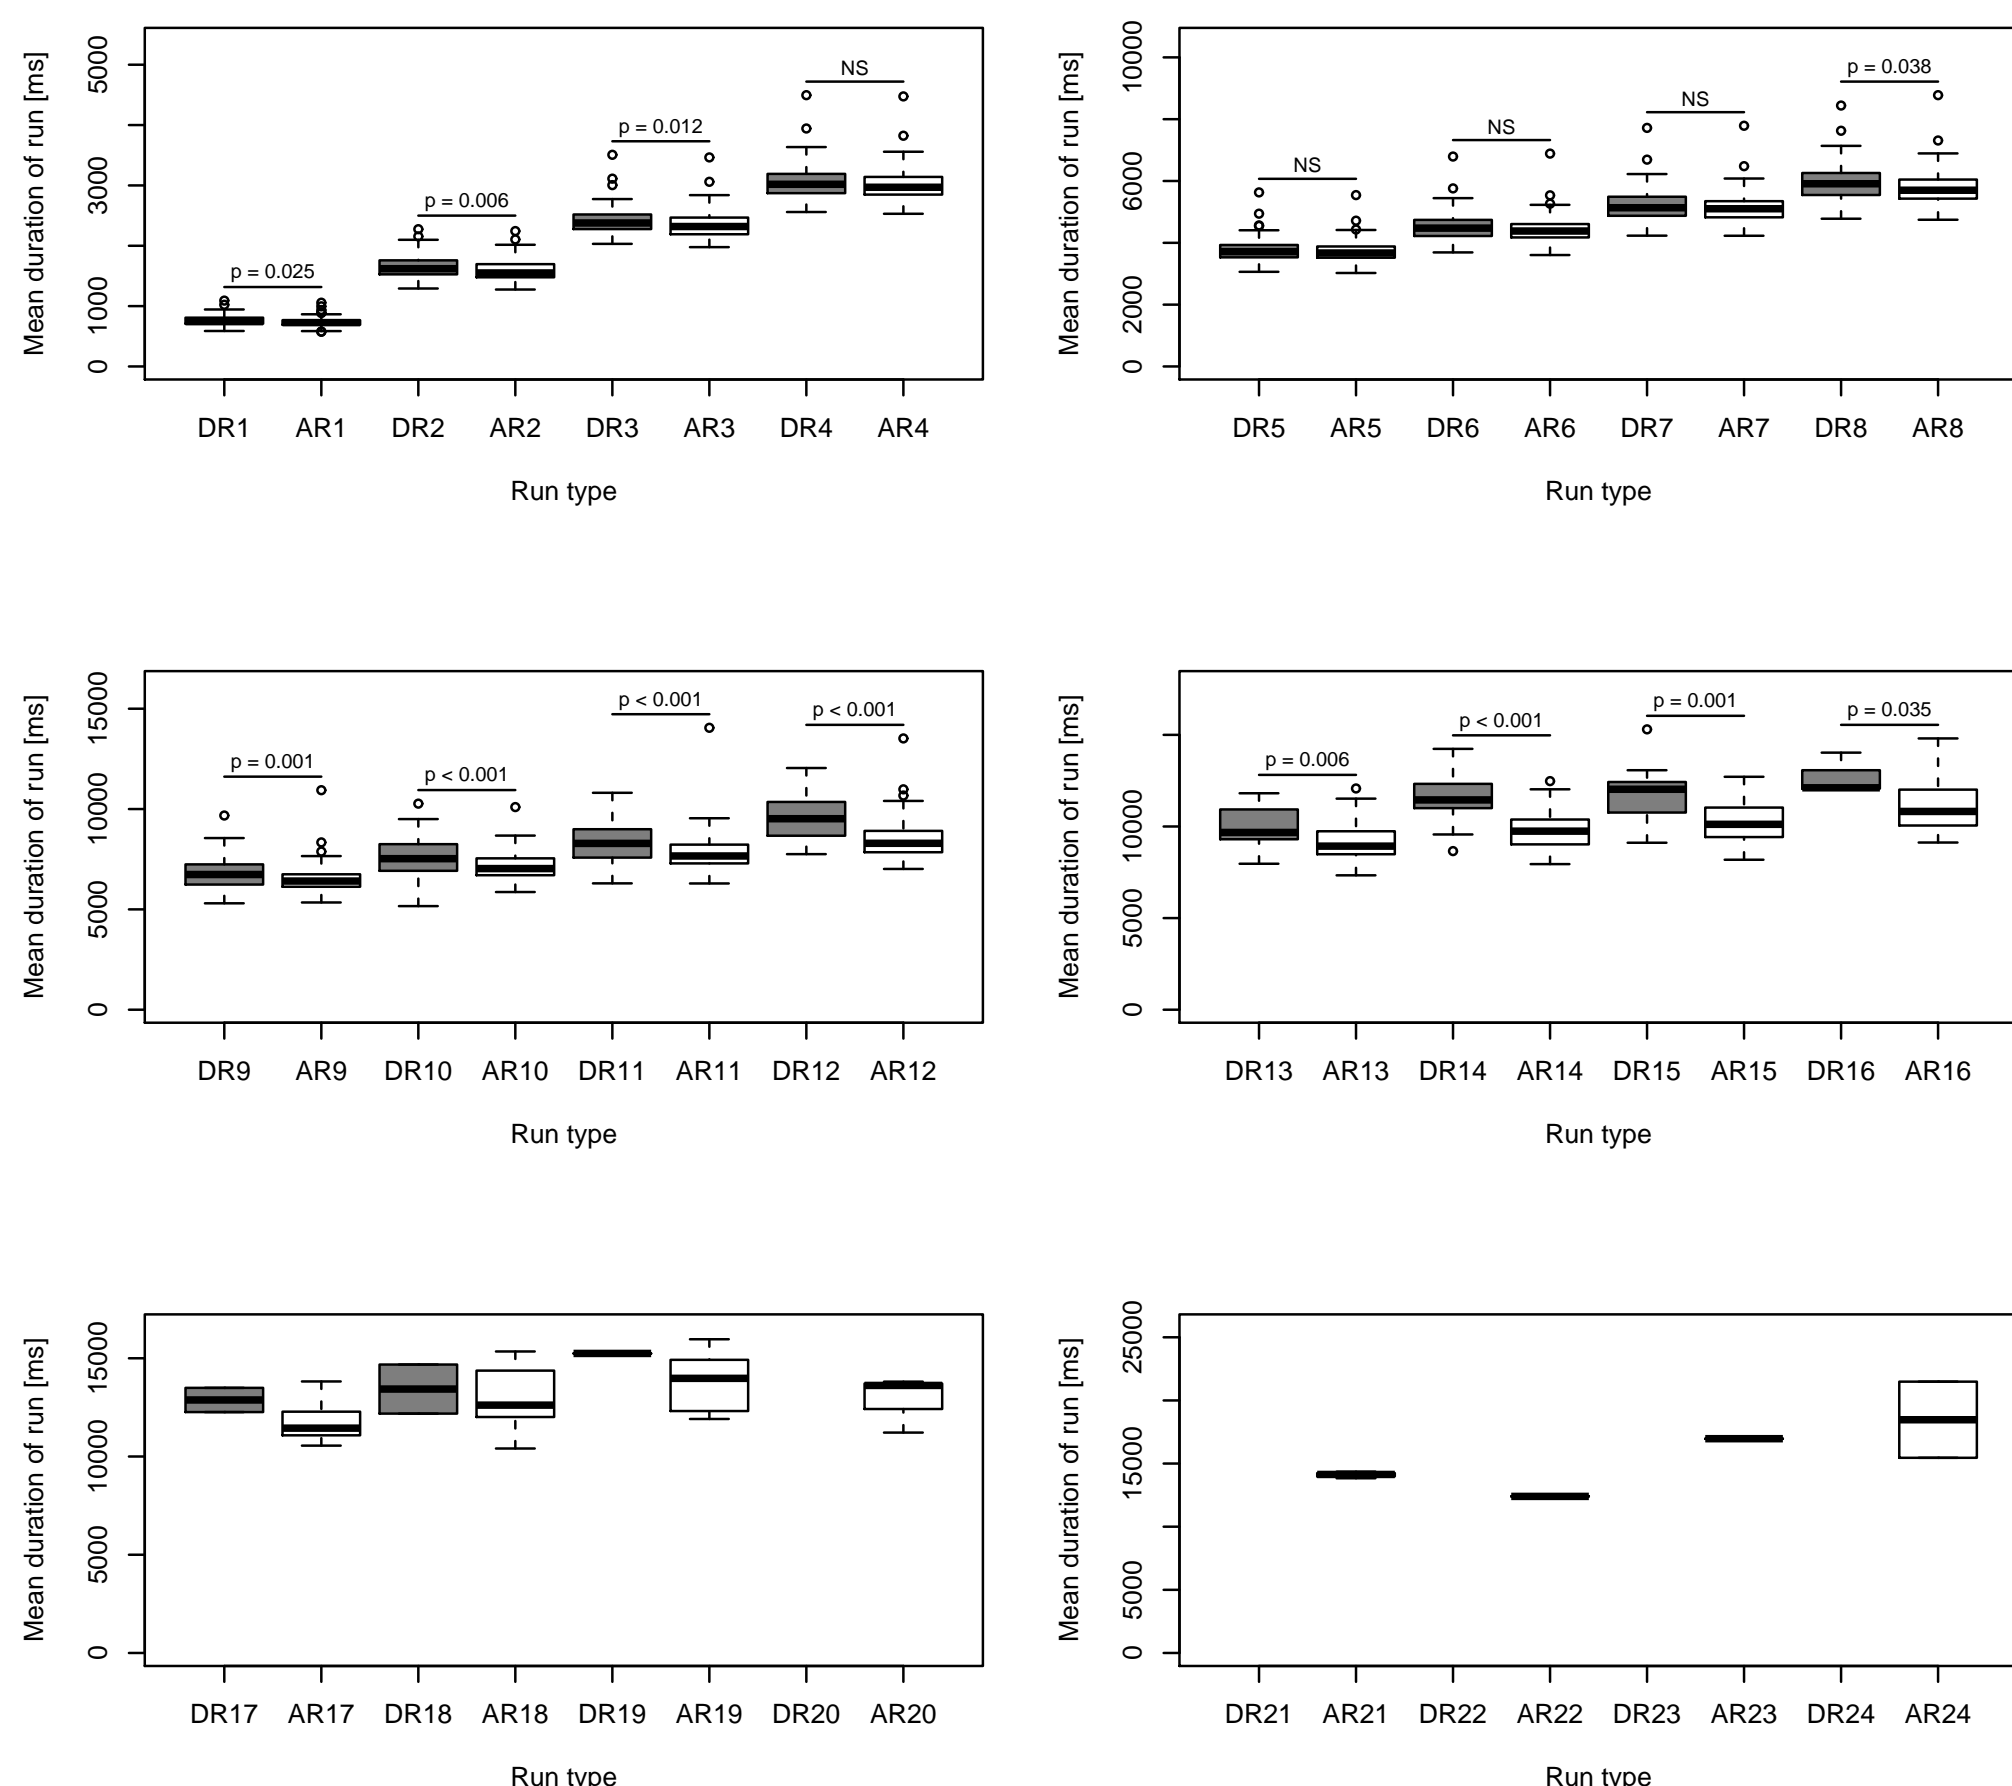 Mean duration of run [ms]
5000
3000
1000
0
p = 0.025
p = 0.006
p = 0.012
NS
DR1 AR1 DR2 AR2 DR3 AR3 DR4 AR4
Run type
Mean duration of run [ms]
10000
6000
2000
0
NS
NS
NS
p = 0.038
DR5 AR5 DR6 AR6 DR7 AR7 DR8 AR8
Run type
Mean duration of run [ms]
15000
10000
5000
0
p = 0.001
p < 0.001
p < 0.001
p < 0.001
DR9 AR9 DR10 AR10 DR11 AR11 DR12 AR12
Run type
Mean duration of run [ms]
10000
5000
0
p = 0.006
p < 0.001
p = 0.001
p = 0.035
DR13 AR13 DR14 AR14 DR15 AR15 DR16 AR16
Run type
Mean duration of run [ms]
15000
10000
5000
0
DR17 AR17 DR18 AR18 DR19 AR19 DR20 AR20
Run type
Mean duration of run [ms]
25000
15000
5000
0
DR21 AR21 DR22 AR22 DR23 AR23 DR24 AR24
Run type